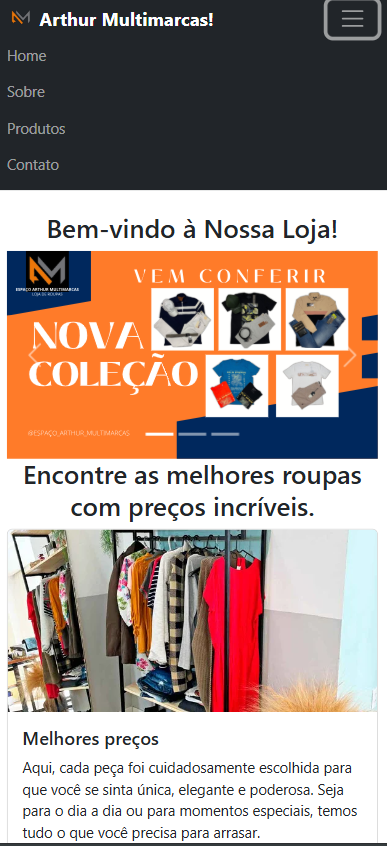 Arthur Multimarcas!
Home
Sobre
Produtos
Contato
Bem-vindo à Nossa Loja!
ESPAÇO ARTHUR MULTIMARCAS
LOJA DE ROUPAS
VEM CONFERIR
NOVA
COLEÇÃO
@ESPAÇO_ARTHUR_MULTIMARCAS
Encontre as melhores roupas
com preços incríveis.
Melhores preços
Aqui, cada peça foi cuidadosamente escolhida para
que você se sinta única, elegante e poderosa. Seja
para o dia a dia ou para momentos especiais, temos
tudo o que você precisa para arrasar.